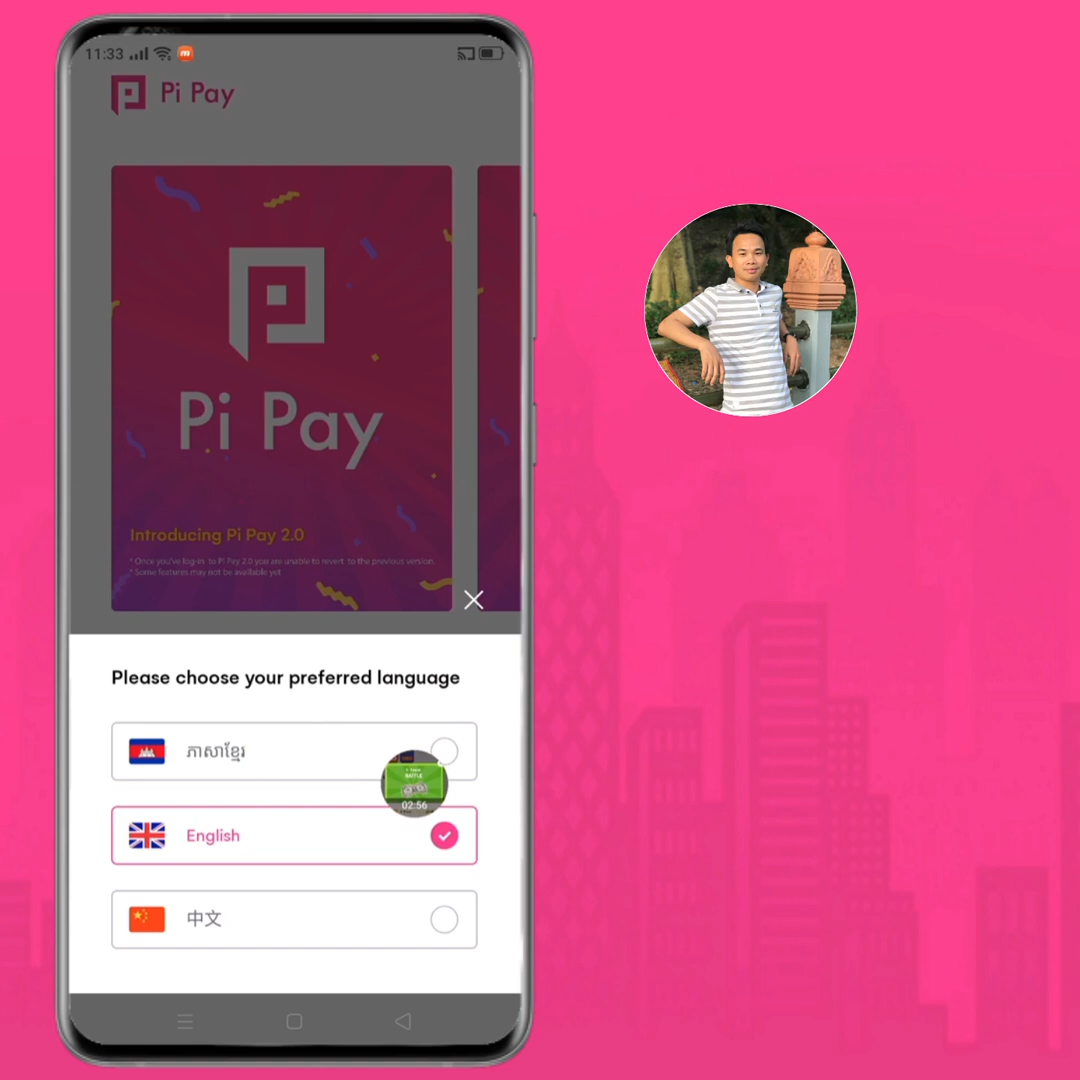 11:33
Pi Pay
Pi Pay
Introducing Pi Pay 2.0
* Once you've log-in to Pi Pay 2.0 you are unable to revert to the previous version.
* Some features may not be available yet
Please choose your preferred language
ភាសាខ្មែរ
BATTLE
02:56
English
中文